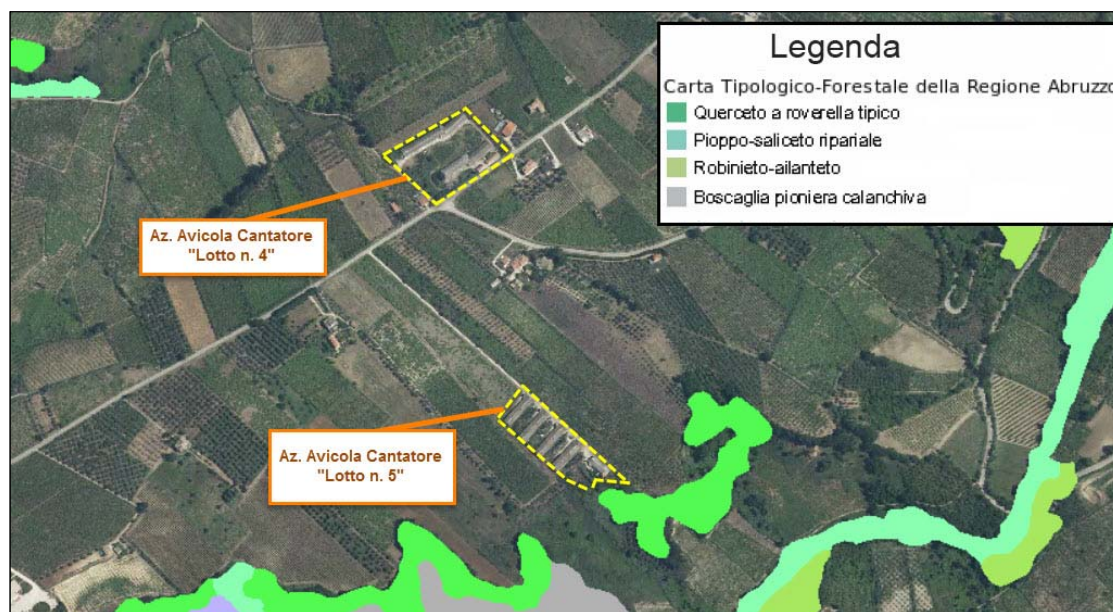 Legenda
Carta Tipologico-Forestale della Regione Abruzzo
Querceto a roverella tipico
Pioppo-saliceto ripariale
Robinieto-ailanteto
Boscaglia pioniera calanchiva
Az. Avicola Cantatore
"Lotto n. 4"
Az. Avicola Cantatore
"Lotto n. 5"